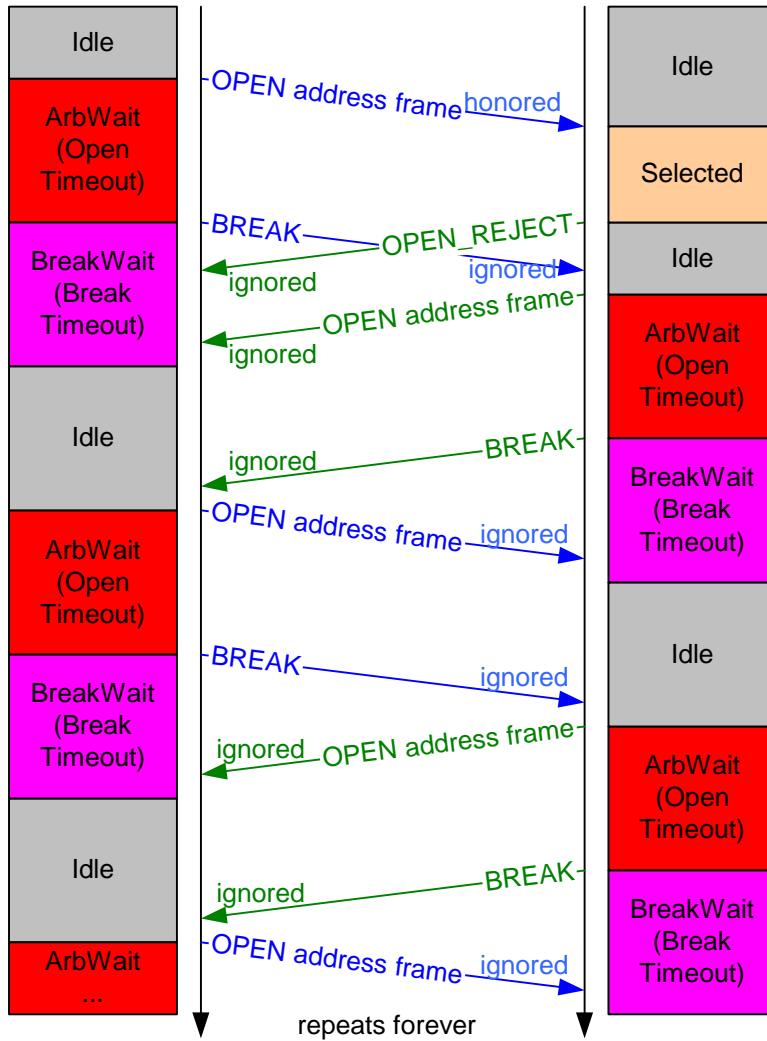 Idle
ArbWait
(Open
Timeout)
BreakWait
(Break
Timeout)
Idle
ArbWait
(Open
Timeout)
BreakWait
(Break
Timeout)
Idle
ArbWait
...
OPEN address frame
honored
BREAK
OPEN_REJECT
ignored
ignored
OPEN address frame
ignored
BREAK
ignored
OPEN address frame
ignored
BREAK
ignored
OPEN address frame
ignored
BREAK
ignored
OPEN address frame
ignored
repeats forever
Idle
Selected
Idle
ArbWait
(Open
Timeout)
BreakWait
(Break
Timeout)
Idle
ArbWait
(Open
Timeout)
BreakWait
(Break
Timeout)